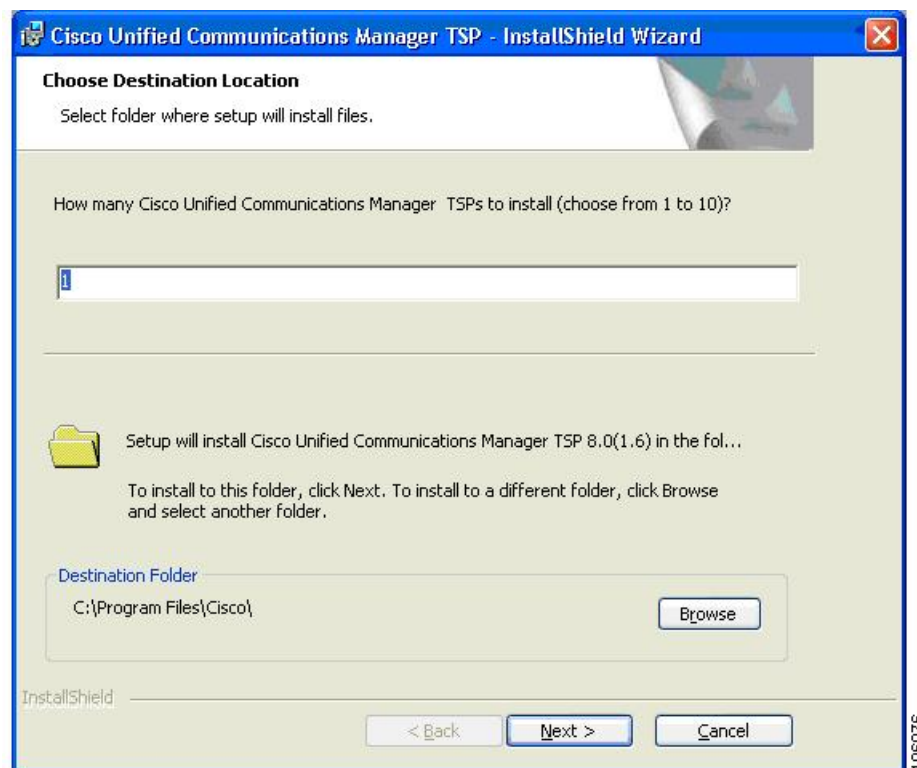 Cisco Unified Communications Manager TSP - InstallShield Wizard
Choose Destination Location
Select folder where setup will install files.
How many Cisco Unified Communications Manager TSPs to install (choose from 1 to 10)?
1
Setup will install Cisco Unified Communications Manager TSP 8.0(1.6) in the fol...
To install to this folder, click Next. To install to a different folder, click Browse
and select another folder.
Destination Folder
C:\Program Files\Cisco\
Browse
InstallShield
< Back
Next >
Cancel